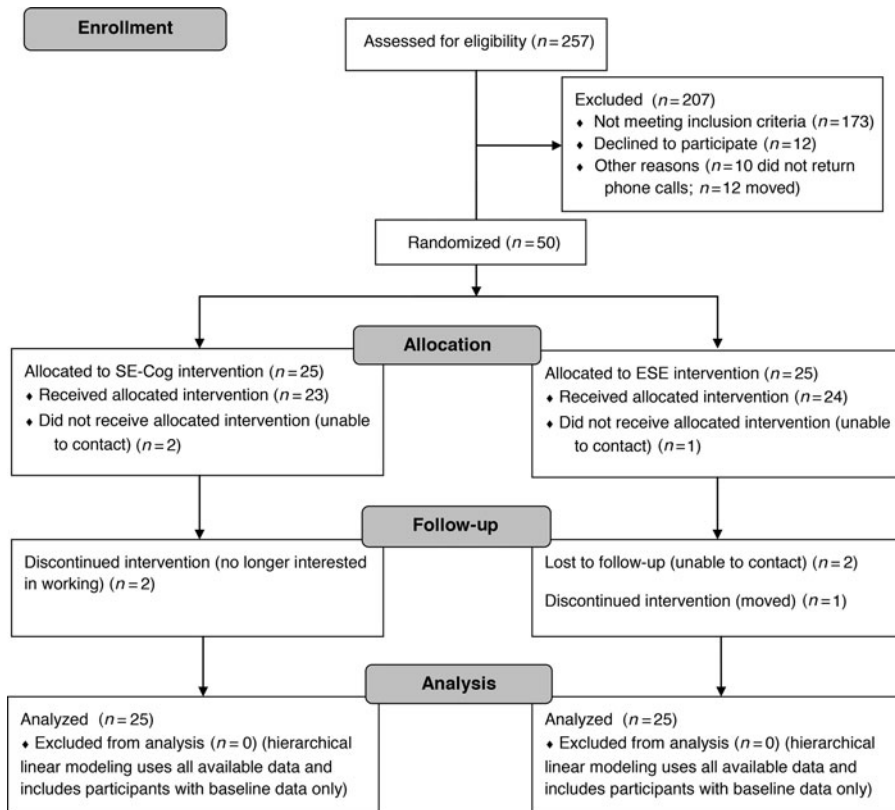 Enrollment
Assessed for eligibility (n=257)
Excluded (n=207)
♦ Not meeting inclusion criteria (n=173)
♦ Declined to participate (n=12)
♦ Other reasons (n=10 did not return
phone calls; n=12 moved)
Randomized (n=50)
Allocation
Allocated to SE-Cog intervention (n=25)
♦ Received allocated intervention (n=23)
♦ Did not receive allocated intervention (unable
to contact) (n=2)
Allocated to ESE intervention (n=25)
♦ Received allocated intervention (n=24)
♦ Did not receive allocated intervention (unable
to contact) (n=1)
Follow-up
Discontinued intervention (no longer interested
in working) (n=2)
Lost to follow-up (unable to contact) (n=2)
Discontinued intervention (moved) (n=1)
Analysis
Analyzed (n=25)
♦ Excluded from analysis (n=0) (hierarchical
linear modeling uses all available data and
includes participants with baseline data only)
Analyzed (n=25)
♦ Excluded from analysis (n=0) (hierarchical
linear modeling uses all available data and
includes participants with baseline data only)